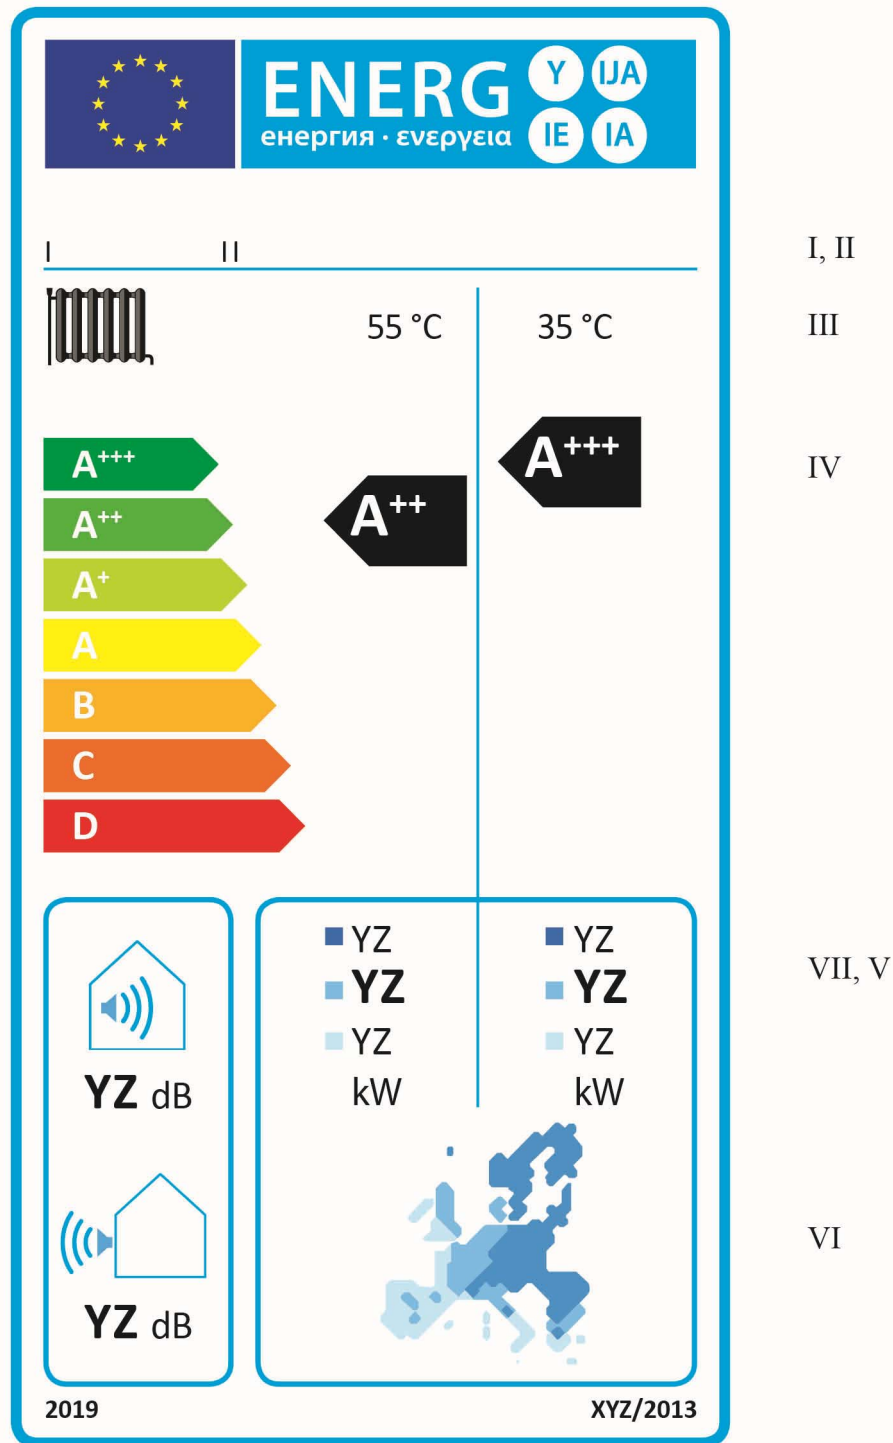 ENERG Y IJA
енергия · ενεργεια IE IA
I II I, II
55 °C 35 °C III
A+++ A+++ IV
A++ A++
A+
A
B
C
D
YZ YZ
YZ YZ VII, V
YZ YZ
kW kW
YZ dB
VI
YZ dB
2019 XYZ/2013